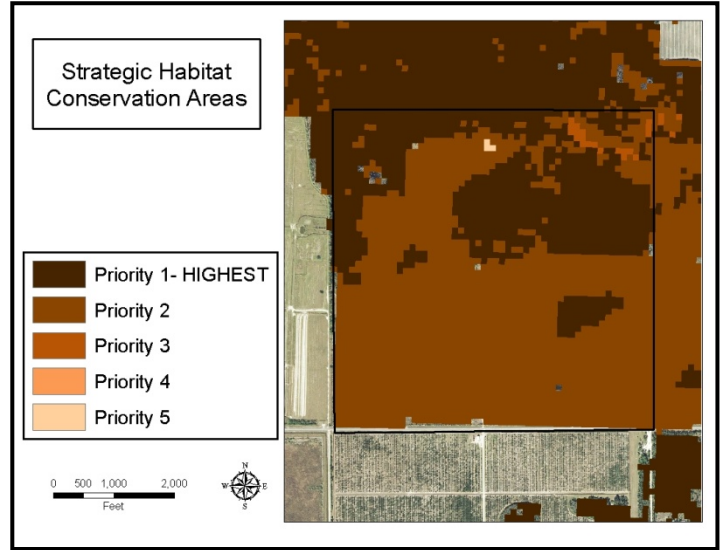 Strategic Habitat
Conservation Areas
Priority 1- HIGHEST
Priority 2
Priority 3
Priority 4
Priority 5
0 500 1,000 2,000
Feet
N
W E
S